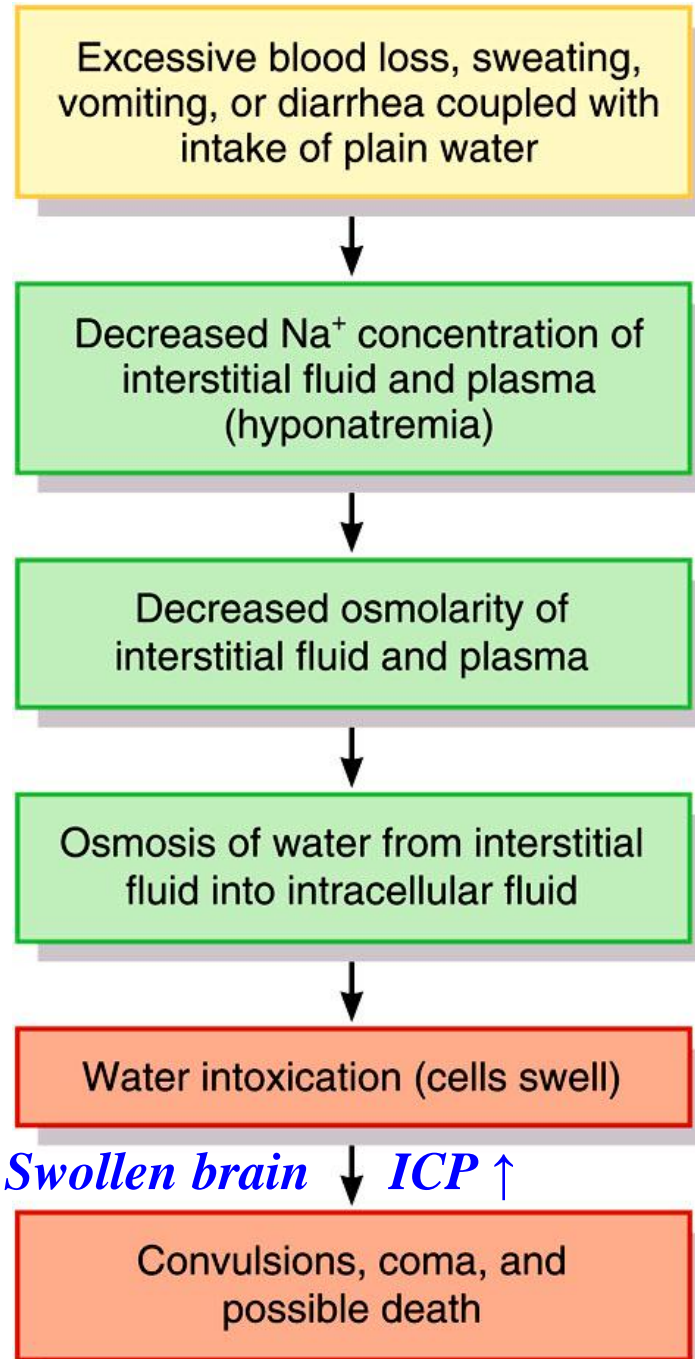 Excessive blood loss, sweating,
vomiting, or diarrhea coupled with
intake of plain water
Decreased Na⁺ concentration of
interstitial fluid and plasma
(hyponatremia)
Decreased osmolarity of
interstitial fluid and plasma
Osmosis of water from interstitial
fluid into intracellular fluid
Water intoxication (cells swell)
Swollen brain ICP ↑
Convulsions, coma, and
possible death